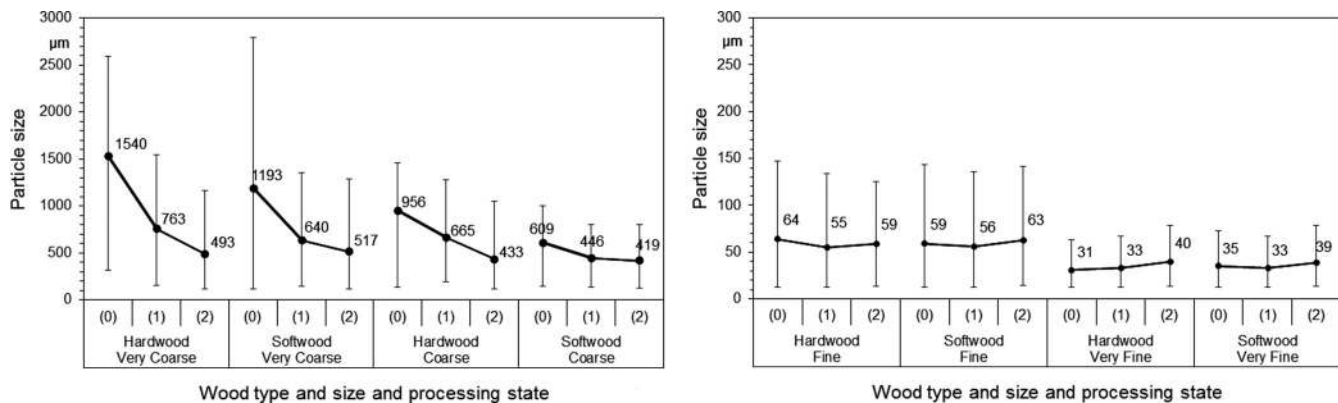 3000
µm
2500
2000
1500
1000
500
0
Particle size
1540
763
493
1193
640
517
956
665
433
609
446
419
(0) (1) (2) (0) (1) (2) (0) (1) (2) (0) (1) (2)
Hardwood Very Coarse
Softwood Very Coarse
Hardwood Coarse
Softwood Coarse
Wood type and size and processing state
300
µm
250
200
150
100
50
0
Particle size
64
55
59
59
56
63
31
33
40
35
33
39
(0) (1) (2) (0) (1) (2) (0) (1) (2) (0) (1) (2)
Hardwood Fine
Softwood Fine
Hardwood Very Fine
Softwood Very Fine
Wood type and size and processing state